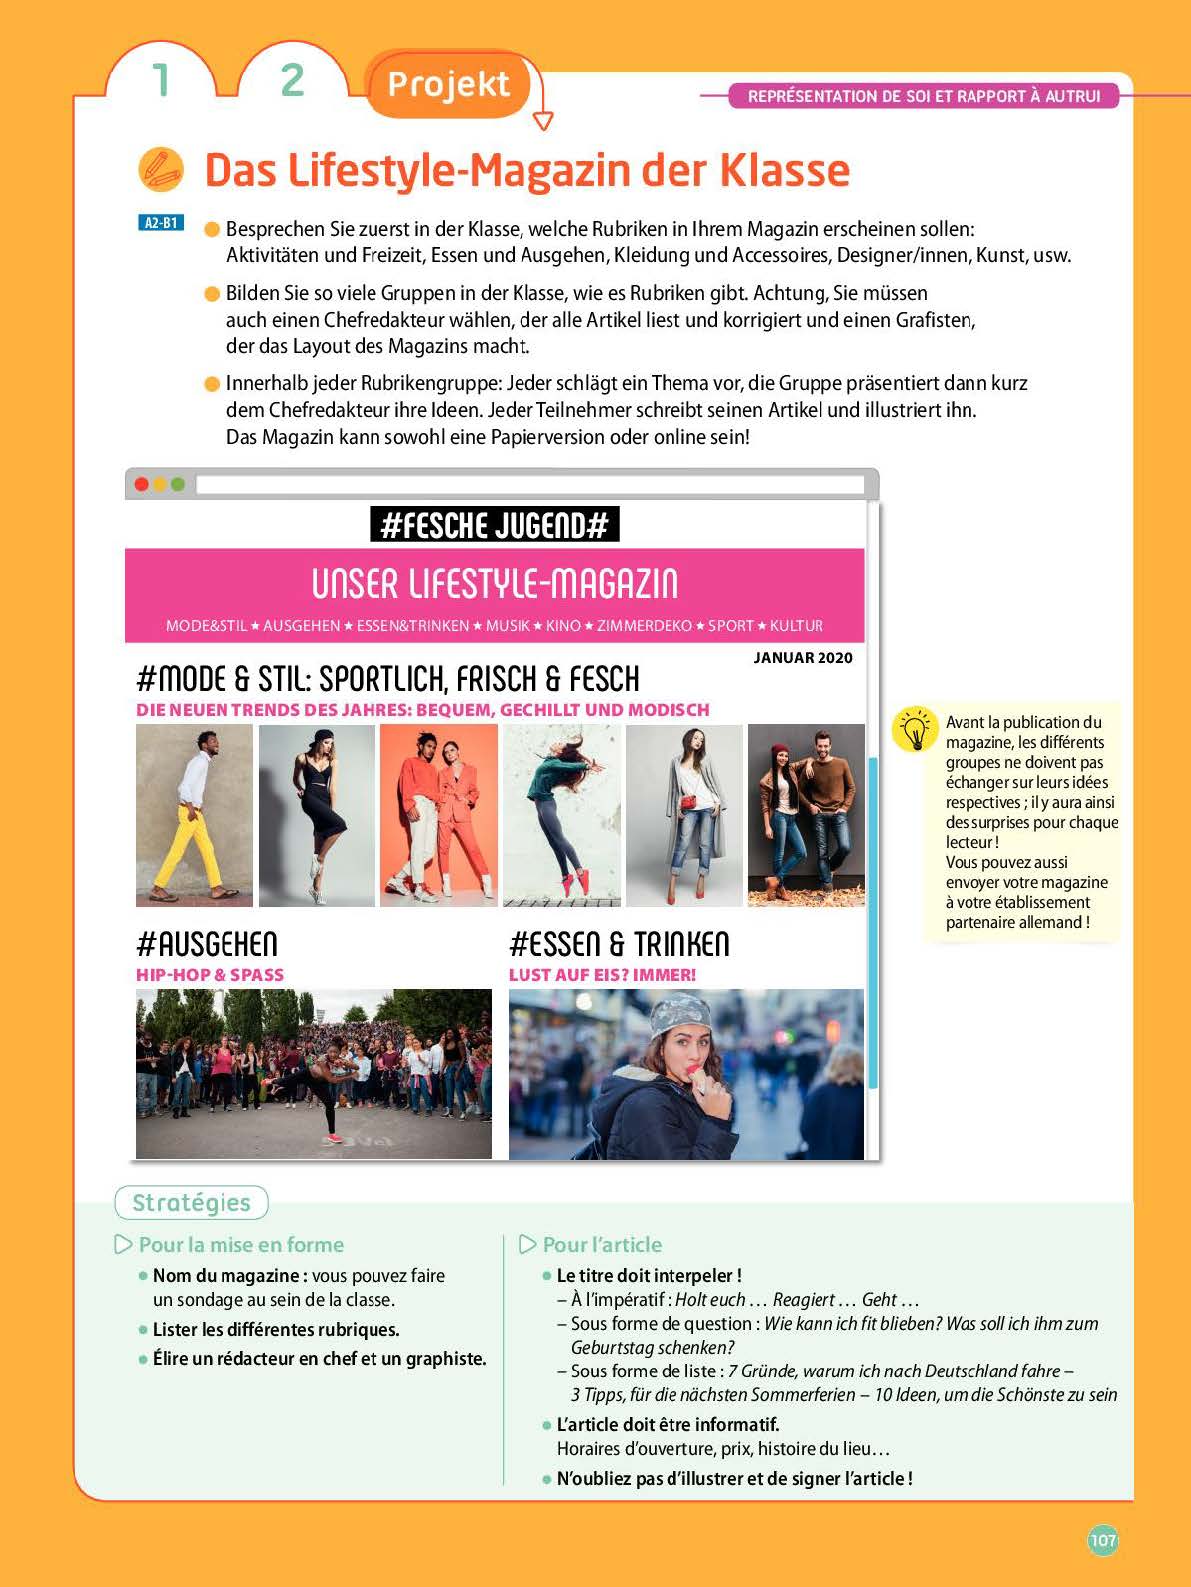 1
2
Projekt
REPRÉSENTATION DE SOI ET RAPPORT À AUTRUI
Das Lifestyle-Magazin der Klasse
A2-B1
Besprechen Sie zuerst in der Klasse, welche Rubriken in Ihrem Magazin erscheinen sollen:
Aktivitäten und Freizeit, Essen und Ausgehen, Kleidung und Accessoires, Designer/innen, Kunst, usw.
Bilden Sie so viele Gruppen in der Klasse, wie es Rubriken gibt. Achtung, Sie müssen
auch einen Chefredakteur wählen, der alle Artikel liest und korrigiert und einen Grafisten,
der das Layout des Magazins macht.
Innerhalb jeder Rubrikengruppe: Jeder schlägt ein Thema vor, die Gruppe präsentiert dann kurz
dem Chefredakteur ihre Ideen. Jeder Teilnehmer schreibt seinen Artikel und illustriert ihn.
Das Magazin kann sowohl eine Papierversion oder online sein!
#FESCHE JUGEND#
UNSER LIFESTYLE-MAGAZIN
MODE&STIL ★ AUSGEHEN ★ ESSEN&TRINKEN ★ MUSIK ★ KINO ★ ZIMMERDEKO ★ SPORT ★ KULTUR
JANUAR 2020
#MODE & STIL: SPORTLICH, FRISCH & FESCH
DIE NEUEN TRENDS DES JAHRES: BEQUEM, GECHILLT UND MODISCH
#AUSGEHEN
HIP-HOP & SPASS
#ESSEN & TRINKEN
LUST AUF EIS? IMMER!
Avant la publication du
magazine, les différents
groupes ne doivent pas
échanger sur leurs idées
respectives ; il y aura ainsi
des surprises pour chaque
lecteur !
Vous pouvez aussi
envoyer votre magazine
à votre établissement
partenaire allemand !
Stratégies
Pour la mise en forme
• Nom du magazine : vous pouvez faire
un sondage au sein de la classe.
• Lister les différentes rubriques.
• Élire un rédacteur en chef et un graphiste.
Pour l'article
• Le titre doit interpeler !
– À l'impératif : Holt euch … Reagiert … Geht …
– Sous forme de question : Wie kann ich fit blieben? Was soll ich ihm zum
Geburtstag schenken?
– Sous forme de liste : 7 Gründe, warum ich nach Deutschland fahre –
3 Tipps, für die nächsten Sommerferien – 10 Ideen, um die Schönste zu sein
• L'article doit être informatif.
Horaires d'ouverture, prix, histoire du lieu…
• N'oubliez pas d'illustrer et de signer l'article !
107